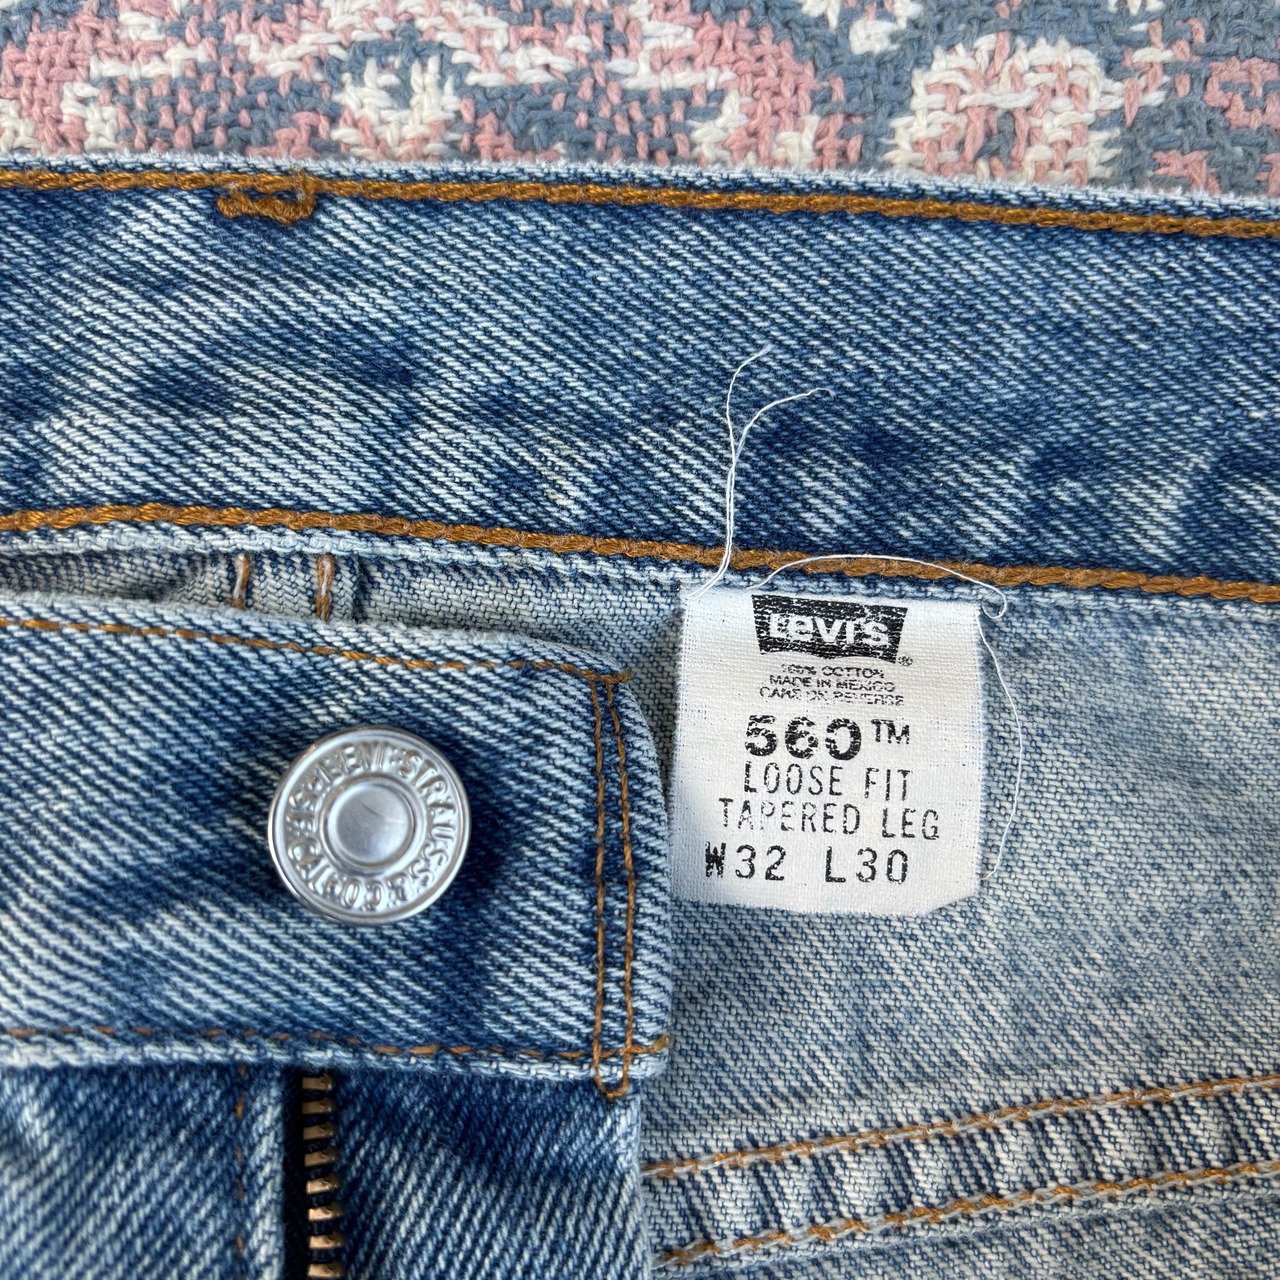 LEVI STRAUSS & CO
Levi's®
100% COTTON
MADE IN MEXICO
CARE ON REVERSE
560™
LOOSE FIT
TAPERED LEG
W32 L30